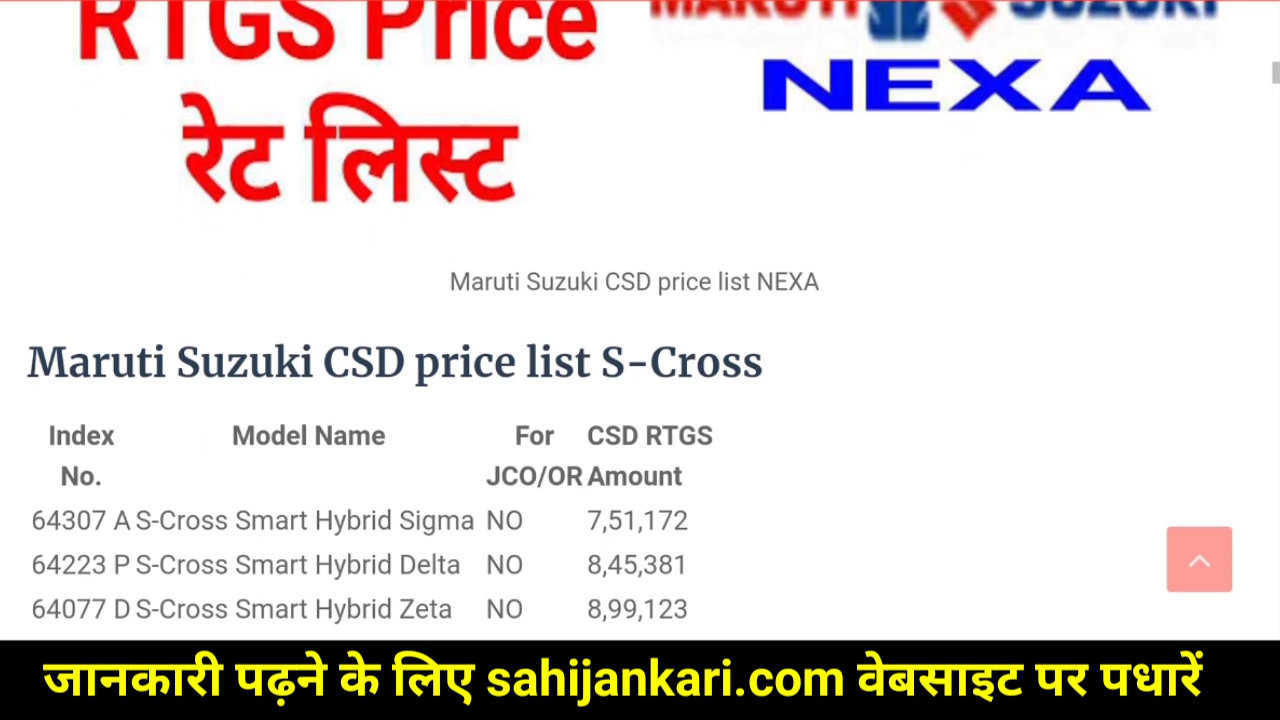 RTGS Price
रेट लिस्ट
MARUTI SUZUKI
NEXA
Maruti Suzuki CSD price list NEXA
Maruti Suzuki CSD price list S-Cross
Index No. Model Name For JCO/OR CSD RTGS Amount
64307 A S-Cross Smart Hybrid Sigma NO 7,51,172
64223 P S-Cross Smart Hybrid Delta NO 8,45,381
64077 D S-Cross Smart Hybrid Zeta NO 8,99,123
जानकारी पढ़ने के लिए sahijankari.com वेबसाइट पर पधारें